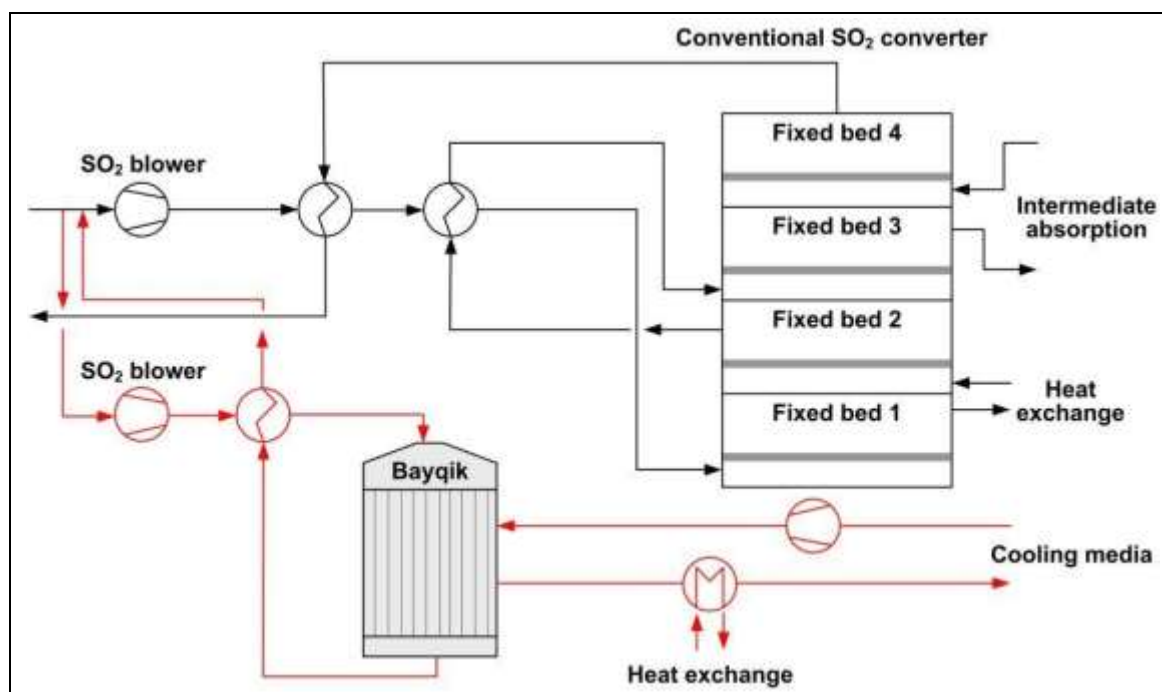 Conventional SO₂ converter
Fixed bed 4
SO₂ blower
Intermediate
absorption
Fixed bed 3
Fixed bed 2
SO₂ blower
Heat
exchange
Fixed bed 1
Bayqik
Cooling media
Heat exchange